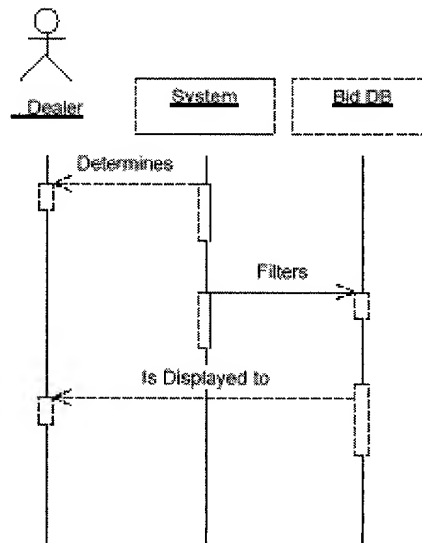 Dealer
System
Bid DB
Determines
Filters
Is Displayed to